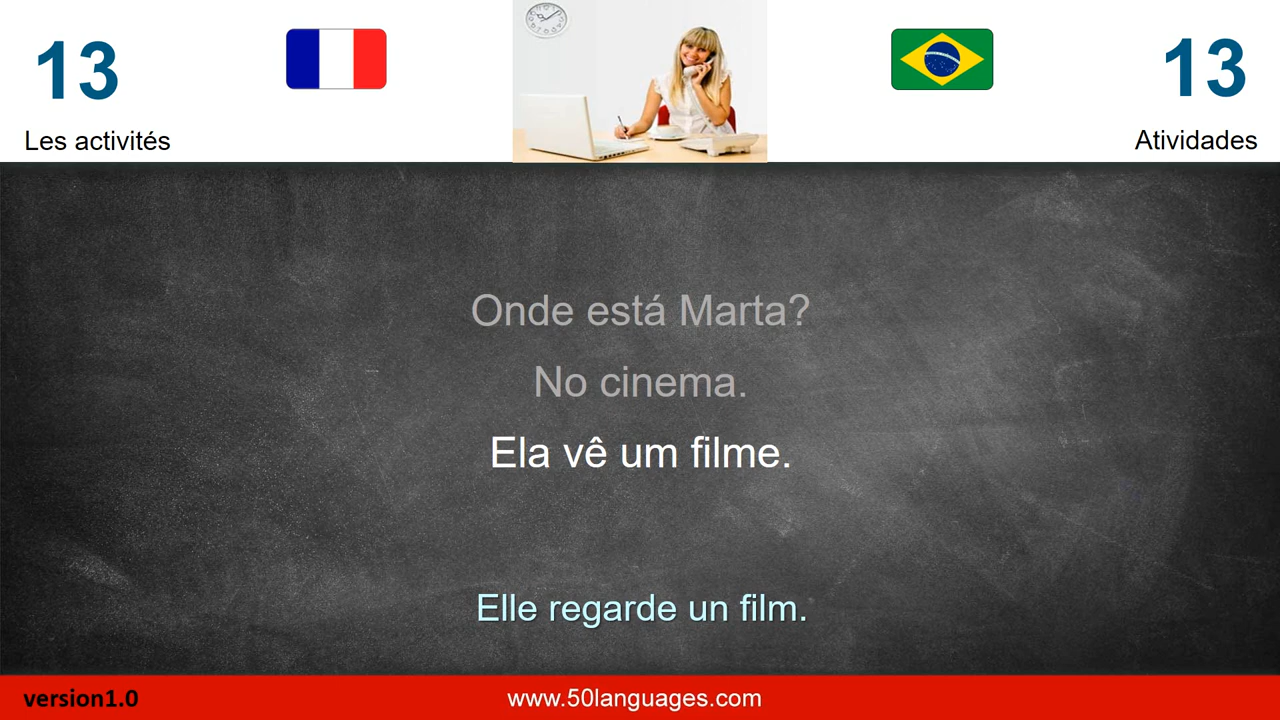 13
Les activités
13
Atividades
Onde está Marta?
No cinema.
Ela vê um filme.
Elle regarde un film.
version1.0
www.50languages.com